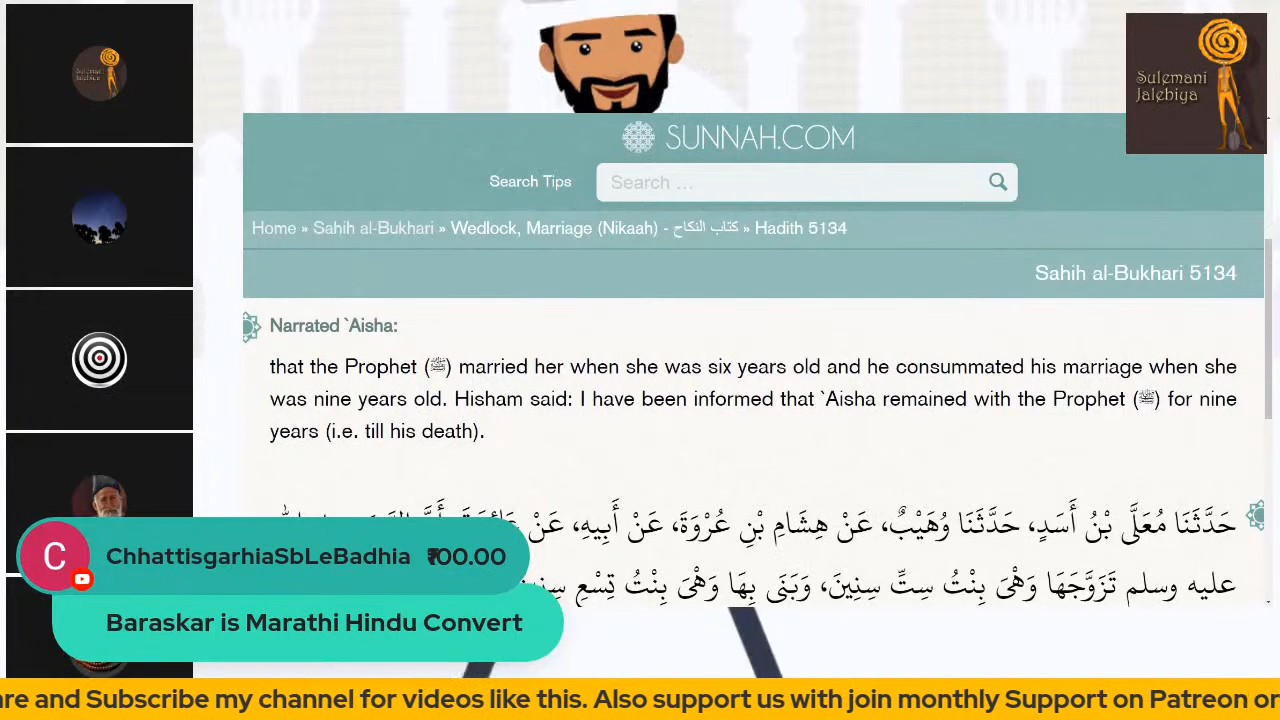 Sulemani
Jalebiya
Sulemani
Jalebiya
SUNNAH.COM
Search Tips
Search ...
Home » Sahih al-Bukhari » Wedlock, Marriage (Nikaah) - كتاب النكاح » Hadith 5134
Sahih al-Bukhari 5134
Narrated `Aisha:
that the Prophet (ﷺ) married her when she was six years old and he consummated his marriage when she
was nine years old. Hisham said: I have been informed that `Aisha remained with the Prophet (ﷺ) for nine
years (i.e. till his death).
حَدَّثَنَا مُعَلَّى بْنُ أَسَدٍ، حَدَّثَنَا وُهَيْبٌ، عَنْ هِشَامِ بْنِ عُرْوَةَ، عَنْ أَبِيهِ، عَنْ
عليه وسلم تَزَوَّجَهَا وَهْىَ بِنْتُ سِتِّ سِنِينَ، وَبَنَى بِهَا وَهْىَ بِنْتُ تِسْعِ
C
ChhattisgarhiaSbLeBadhia
Baraskar is Marathi Hindu Convert
and Subscribe my channel for videos like this. Also support us with join monthly Support on Patreon